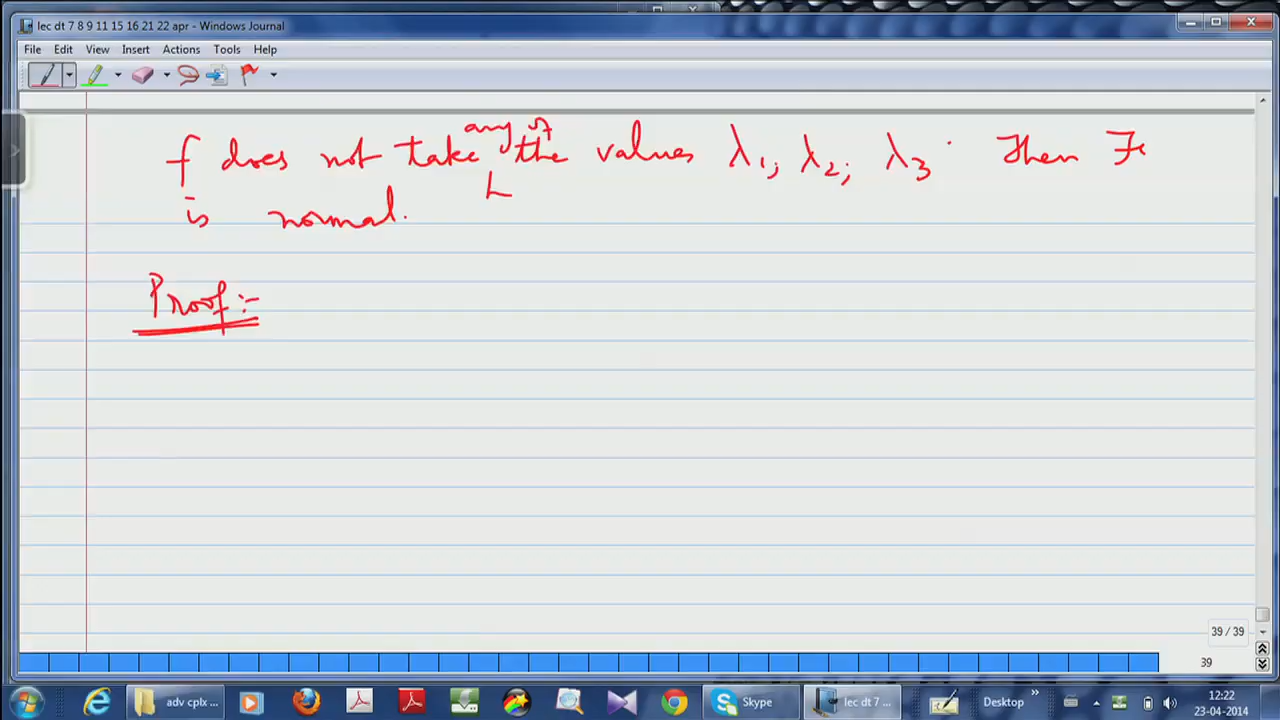 lec dt 7 8 9 11 15 16 21 22 apr - Windows Journal
File Edit View Insert Actions Tools Help
any of
f does not take the values λ₁, λ₂, λ₃. Then ℱ
is normal.
Proof :-
39 / 39
39
adv cplx ...
Skype
lec dt 7 ...
Desktop
12:22
23-04-2014